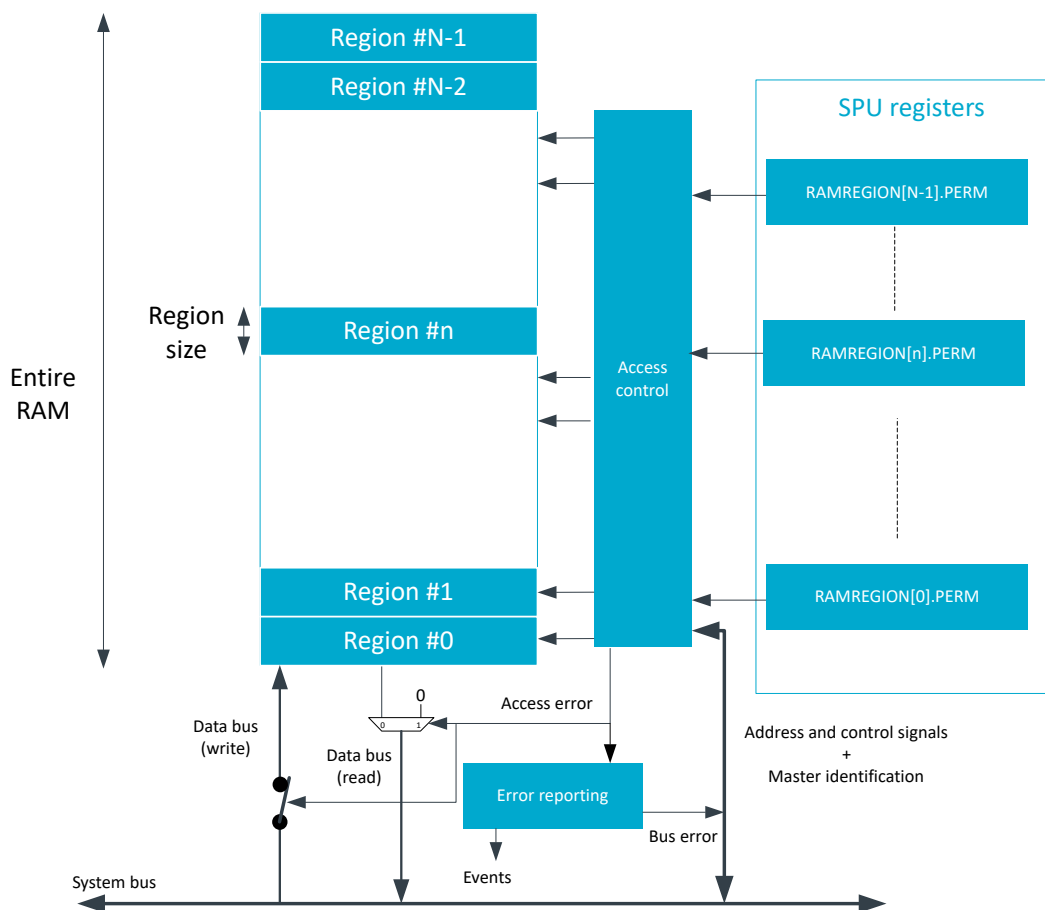 Region #N-1
Region #N-2
SPU registers
RAMREGION[N-1].PERM
Region
size
Region #n
RAMREGION[n].PERM
Entire
RAM
Access
control
Region #1
RAMREGION[0].PERM
Region #0
0
Access error
0
1
Data bus
(write)
Data bus
(read)
Address and control signals
+
Master identification
Error reporting
Bus error
Events
System bus